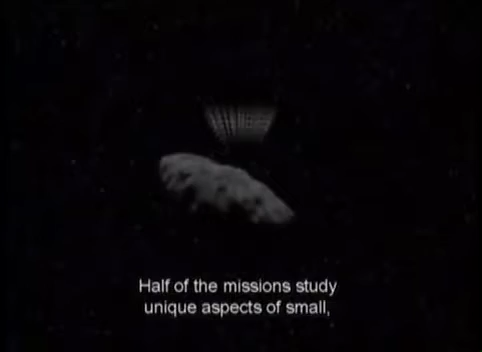 Half of the missions study
unique aspects of small,